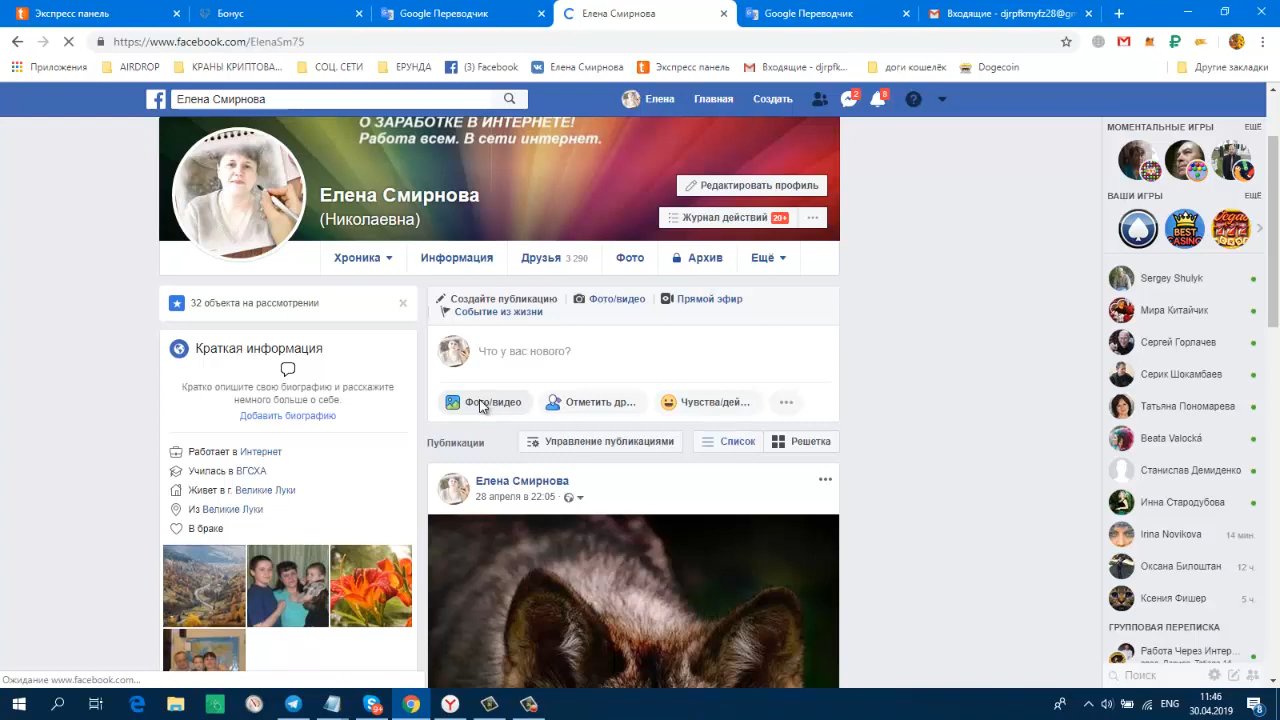 Экспресс панель
Бонус
Google Переводчик
Елена Смирнова
Google Переводчик
Входящие - djrpfkmyfz28@gm
https://www.facebook.com/ElenaSm75
Приложения
AIRDROP
КРАНЫ КРИПТОВА...
СОЦ. СЕТИ
ЕРУНДА
(3) Facebook
Елена Смирнова
Экспресс панель
Входящие - djrpfk...
доги кошелёк
Dogecoin
Другие закладки
Елена Смирнова
Елена
Главная
Создать
2
8
О ЗАРАБОТКЕ В ИНТЕРНЕТЕ!
Работа всем. В сети интернет.
Елена Смирнова
(Николаевна)
Редактировать профиль
Журнал действий 20+
Хроника
Информация
Друзья 3 290
Фото
Архив
Ещё
32 объекта на рассмотрении
Краткая информация
Кратко опишите свою биографию и расскажите
немного больше о себе.
Добавить биографию
Работает в Интернет
Училась в ВГСХА
Живет в г. Великие Луки
Из Великие Луки
В браке
Создайте публикацию
Фото/видео
Прямой эфир
Событие из жизни
Что у вас нового?
Фото/видео
Отметить др...
Чувства/дей...
Публикации
Управление публикациями
Список
Решетка
Елена Смирнова
28 апреля в 22:05
МОМЕНТАЛЬНЫЕ ИГРЫ
ЕЩЁ
ВАШИ ИГРЫ
ЕЩЁ
BEST
CASINO
Vegas
Sergey Shulyk
Мира Китайчик
Сергей Горлачев
Серик Шокамбаев
Татьяна Пономарева
Beata Valocká
Станислав Демиденко
Инна Стародубова
Irina Novikova 14 мин.
Оксана Билоштан 12 ч.
Ксения Фишер 5 ч.
ГРУППОВАЯ ПЕРЕПИСКА
Работа Через Интер...
Поиск
Ожидание www.facebook.com...
ENG
11:46
30.04.2019